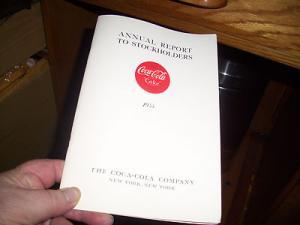 ANNUAL REPORT
TO STOCKHOLDERS
Coca-Cola
Coke
THE COCA-COLA COMPANY
NEW YORK, NEW YORK